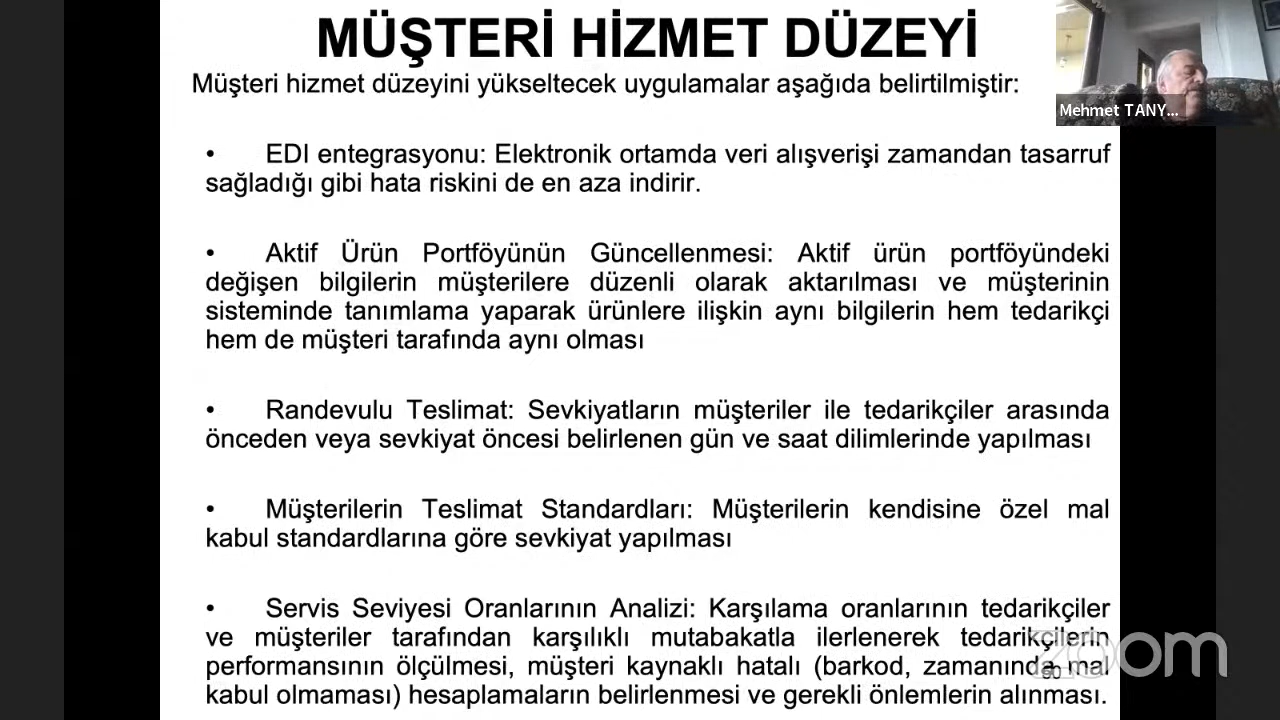 MÜŞTERİ HİZMET DÜZEYİ
Müşteri hizmet düzeyini yükseltecek uygulamalar aşağıda belirtilmiştir:
• EDI entegrasyonu: Elektronik ortamda veri alışverişi zamandan tasarruf
sağladığı gibi hata riskini de en aza indirir.
• Aktif Ürün Portföyünün Güncellenmesi: Aktif ürün portföyündeki
değişen bilgilerin müşterilere düzenli olarak aktarılması ve müşterinin
sisteminde tanımlama yaparak ürünlere ilişkin aynı bilgilerin hem tedarikçi
hem de müşteri tarafında aynı olması
• Randevulu Teslimat: Sevkiyatların müşteriler ile tedarikçiler arasında
önceden veya sevkiyat öncesi belirlenen gün ve saat dilimlerinde yapılması
• Müşterilerin Teslimat Standardları: Müşterilerin kendisine özel mal
kabul standardlarına göre sevkiyat yapılması
• Servis Seviyesi Oranlarının Analizi: Karşılama oranlarının tedarikçiler
ve müşteriler tarafından karşılıklı mutabakatla ilerlenerek tedarikçilerin
performansının ölçülmesi, müşteri kaynaklı hatalı (barkod, zamanında mal
kabul olmaması) hesaplamaların belirlenmesi ve gerekli önlemlerin alınması.
90
Mehmet TANY...
zoom